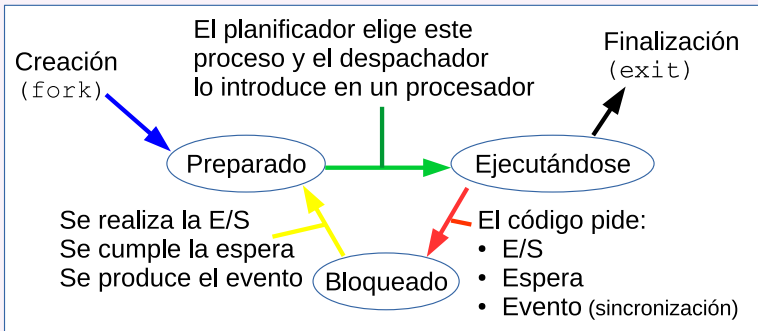 El planificador elige este
proceso y el despachador
lo introduce en un procesador
Creación
(fork)
Finalización
(exit)
Preparado
Ejecutándose
Se realiza la E/S
Se cumple la espera
Se produce el evento
Bloqueado
El código pide:
• E/S
• Espera
• Evento (sincronización)